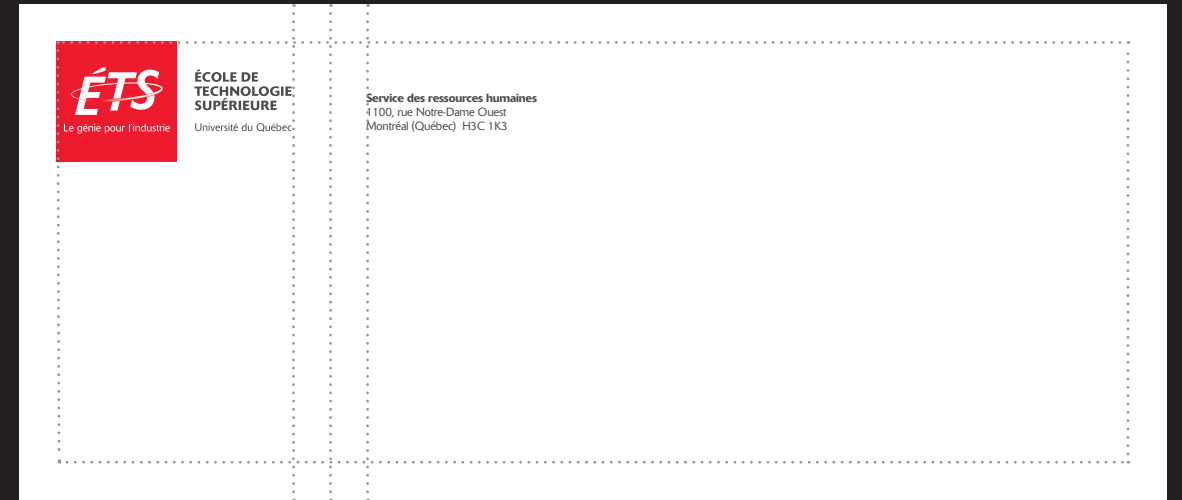 ÉTS
Le génie pour l'industrie
ÉCOLE DE
TECHNOLOGIE
SUPÉRIEURE
Université du Québec
Service des ressources humaines
1100, rue Notre-Dame Ouest
Montréal (Québec)  H3C 1K3